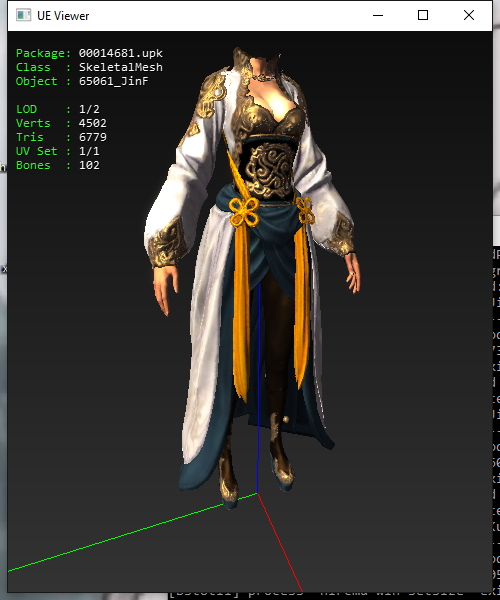 UE Viewer
Package: 00014681.upk
Class : SkeletalMesh
Object : 65061_JinF
LOD : 1/2
Verts : 4502
Tris : 6779
UV Set : 1/1
Bones : 102